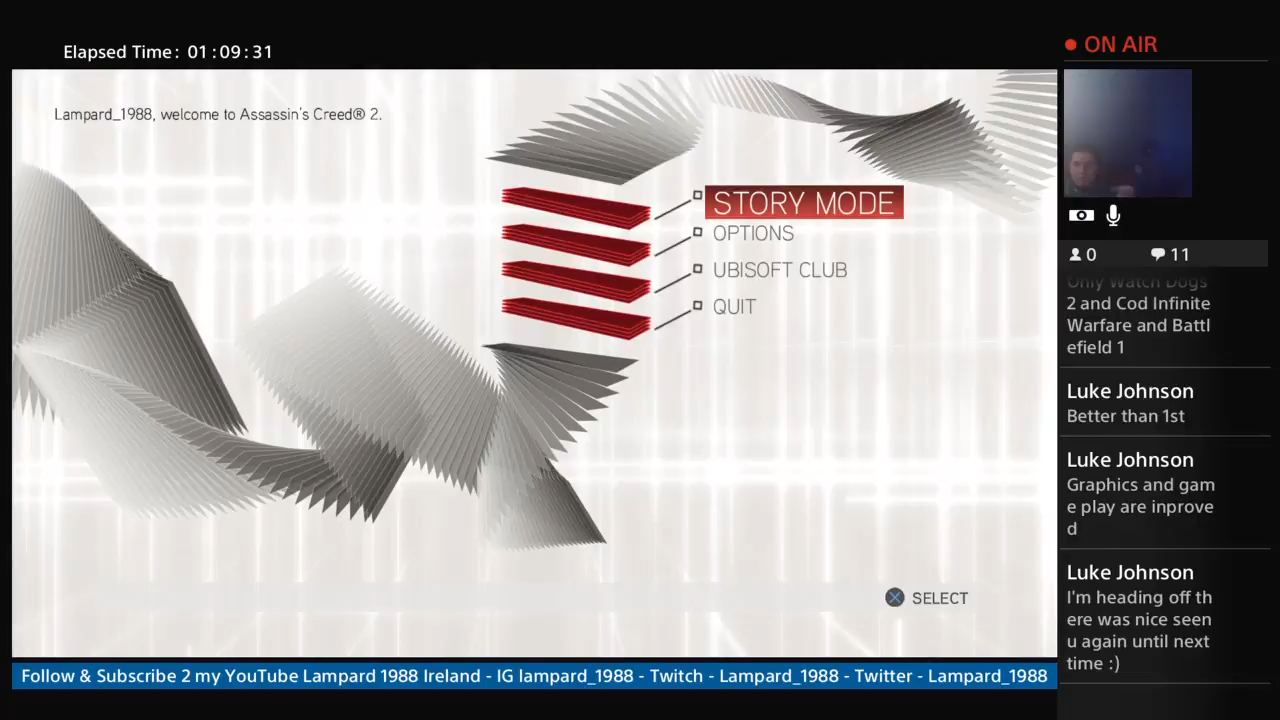 Elapsed Time: 01:09:31
ON AIR
Lampard_1988, welcome to Assassin's Creed® 2.
STORY MODE
OPTIONS
UBISOFT CLUB
QUIT
SELECT
0
11
Only Watch Dogs
2 and Cod Infinite
Warfare and Battl
efield 1
Luke Johnson
Better than 1st
Luke Johnson
Graphics and gam
e play are inprove
d
Luke Johnson
I'm heading off th
ere was nice seen
u again until next
time :)
Follow & Subscribe 2 my YouTube Lampard 1988 Ireland - IG lampard_1988 - Twitch - Lampard_1988 - Twitter - Lampard_1988